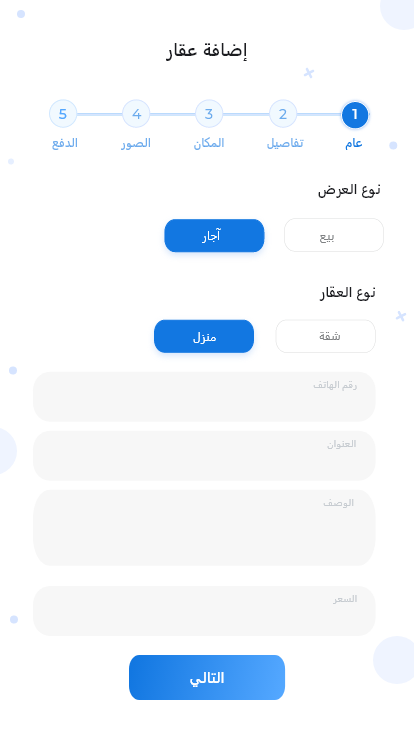 إضافة عقار
1 2 3 4 5
عام تفاصيل المكان الصور الدفع
نوع العرض
بيع آجار
نوع العقار
شقة منزل
رقم الهاتف
العنوان
الوصف
السعر
التالي